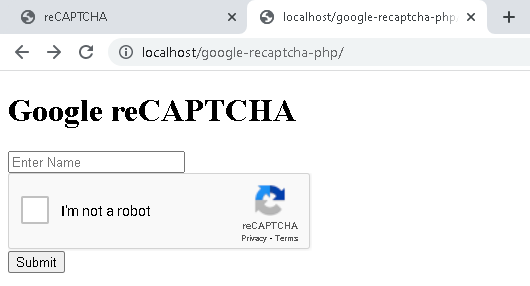 reCAPTCHA
localhost/google-recaptcha-php
localhost/google-recaptcha-php/
Google reCAPTCHA
Enter Name
I'm not a robot
reCAPTCHA
Privacy - Terms
Submit